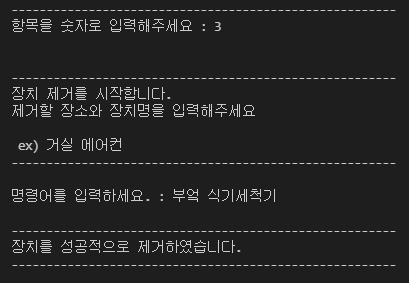 ------------------------------------------------------
항목을 숫자로 입력해주세요 : 3
------------------------------------------------------
장치 제거를 시작합니다.
제거할 장소와 장치명을 입력해주세요
ex) 거실 에어컨
------------------------------------------------------
명령어를 입력하세요. : 부엌 식기세척기
------------------------------------------------------
장치를 성공적으로 제거하였습니다.
------------------------------------------------------